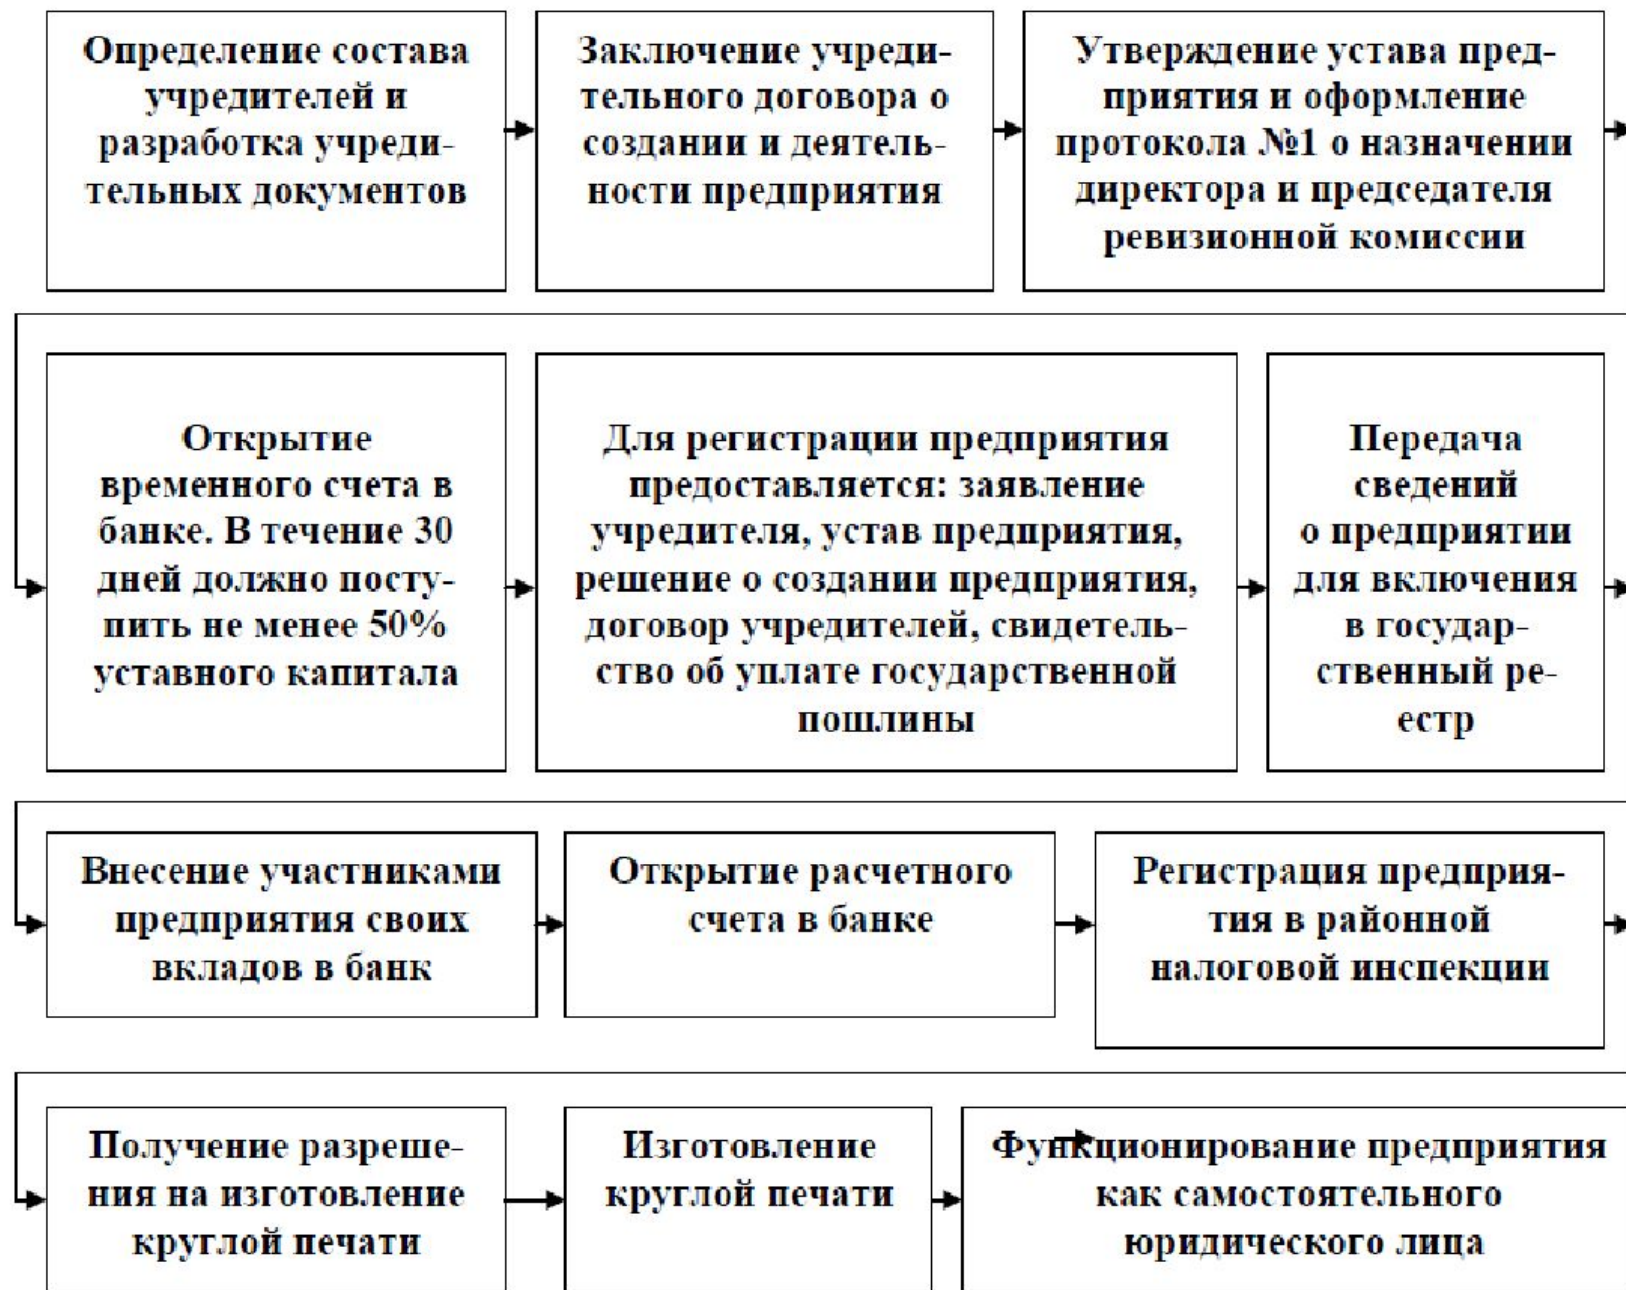 Определение состава
учредителей и
разработка учреди-
тельных документов
Заключение учреди-
тельного договора о
создании и деятель-
ности предприятия
Утверждение устава пред-
приятия и оформление
протокола №1 о назначении
директора и председателя
ревизионной комиссии
Открытие
временного счета в
банке. В течение 30
дней должно посту-
пить не менее 50%
уставного капитала
Для регистрации предприятия
предоставляется: заявление
учредителя, устав предприятия,
решение о создании предприятия,
договор учредителей, свидетель-
ство об уплате государственной
пошлины
Передача
сведений
о предприятии
для включения
в государ-
ственный ре-
естр
Внесение участниками
предприятия своих
вкладов в банк
Открытие расчетного
счета в банке
Регистрация предприя-
тия в районной
налоговой инспекции
Получение разреше-
ния на изготовление
круглой печати
Изготовление
круглой печати
Функционирование предприятия
как самостоятельного
юридического лица